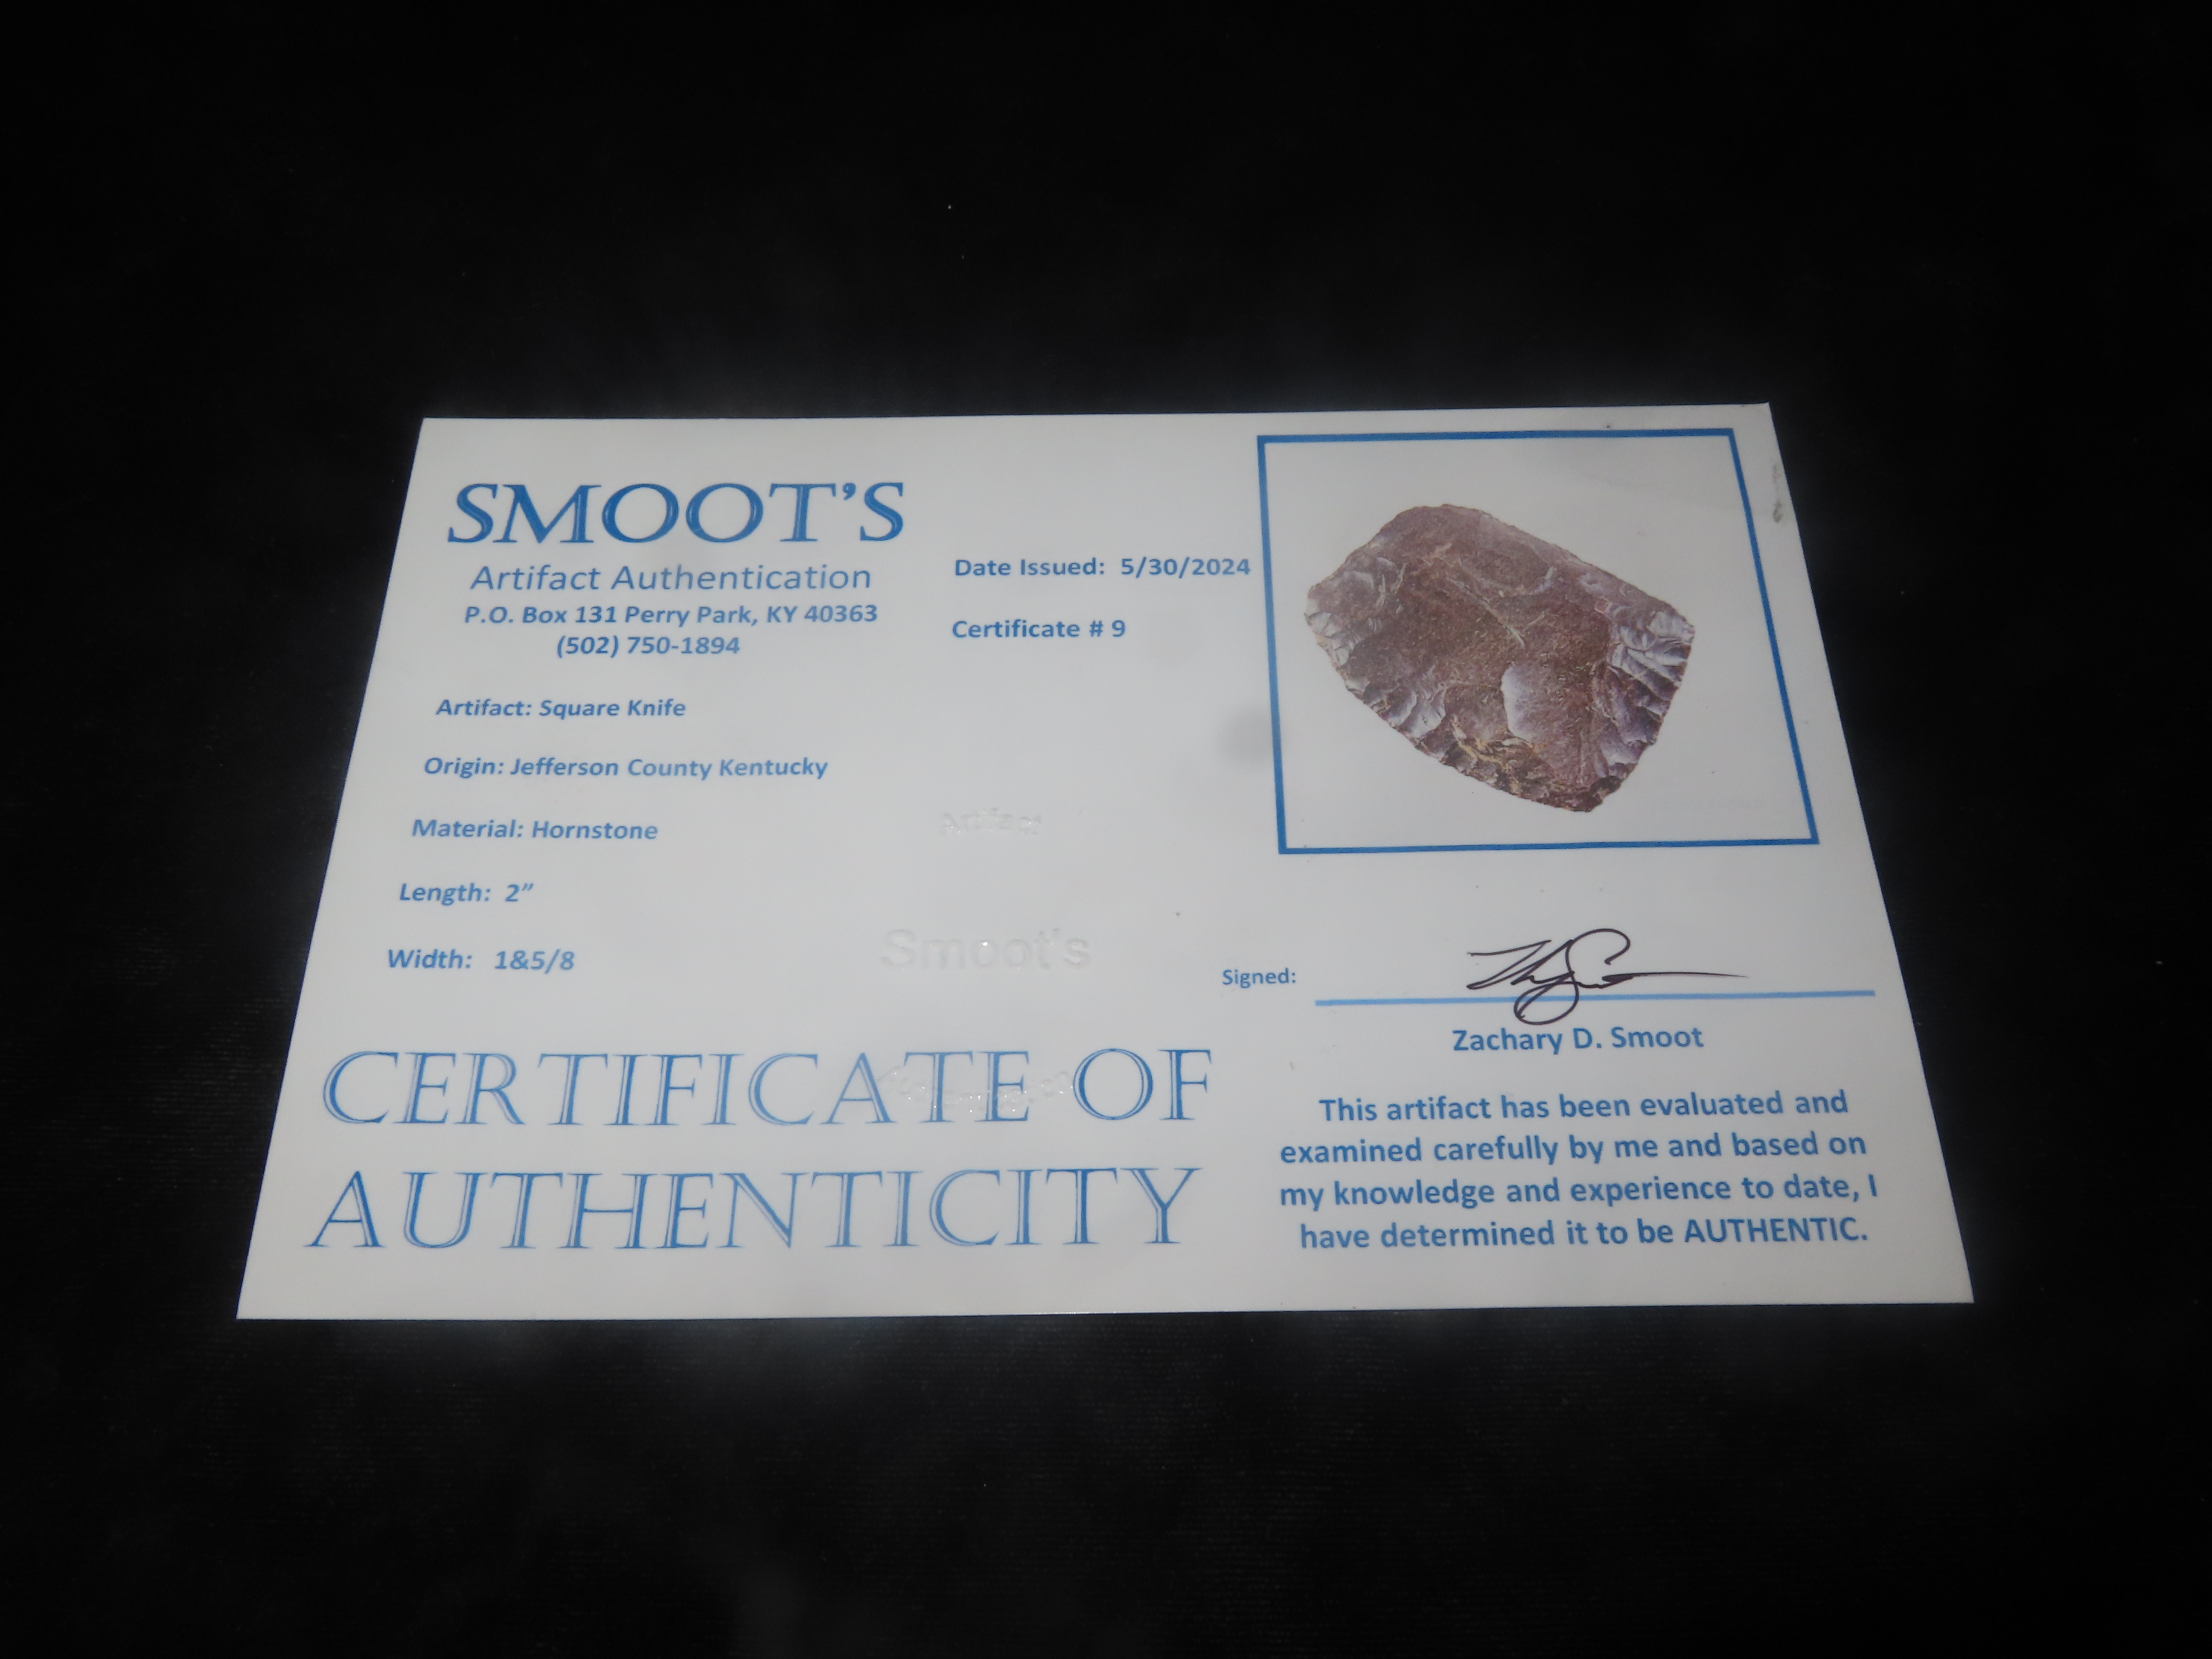 SMOOT'S
Artifact Authentication
P.O. Box 131 Perry Park, KY 40363
(502) 750-1894
Date Issued: 5/30/2024
Certificate # 9
Artifact: Square Knife
Origin: Jefferson County Kentucky
Material: Hornstone
Length: 2”
Width: 1&5/8
Artifact
Smoot's
CERTIFICATE OF
AUTHENTICITY
Signed:
Zachary D. Smoot
This artifact has been evaluated and
examined carefully by me and based on
my knowledge and experience to date, I
have determined it to be AUTHENTIC.